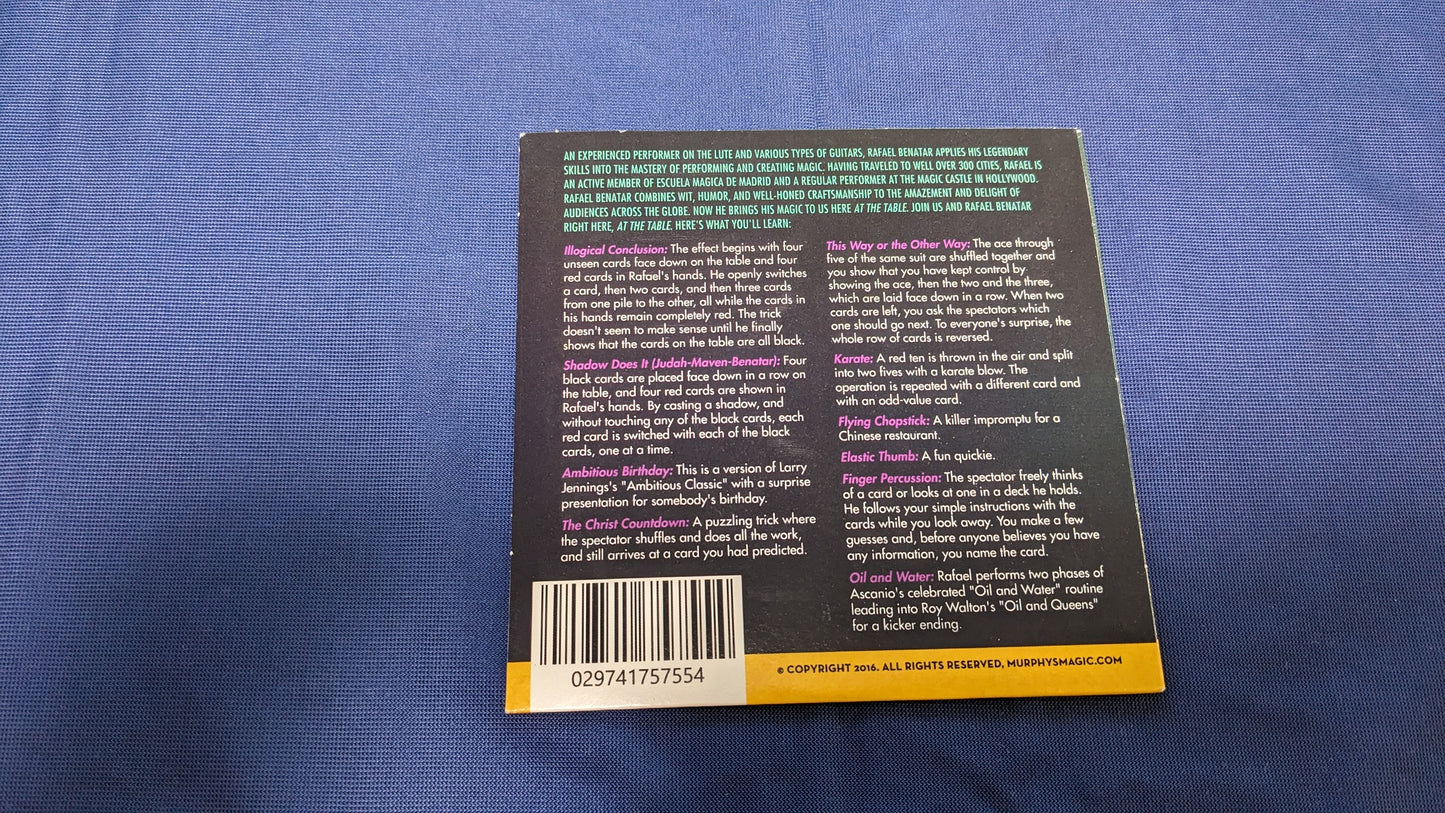 AN EXPERIENCED PERFORMER ON THE LUTE AND VARIOUS TYPES OF GUITARS, RAFAEL BENATAR APPLIES HIS LEGENDARY
SKILLS INTO THE MASTERY OF PERFORMING AND CREATING MAGIC. HAVING TRAVELED TO WELL OVER 300 CITIES, RAFAEL IS
AN ACTIVE MEMBER OF ESCUELA MAGICA DE MADRID AND A REGULAR PERFORMER AT THE MAGIC CASTLE IN HOLLYWOOD.
RAFAEL BENATAR COMBINES WIT, HUMOR, AND WELL-HONED CRAFTSMANSHIP TO THE AMAZEMENT AND DELIGHT OF
AUDIENCES ACROSS THE GLOBE. NOW HE BRINGS HIS MAGIC TO US HERE AT THE TABLE. JOIN US AND RAFAEL BENATAR
RIGHT HERE, AT THE TABLE. HERE'S WHAT YOU'LL LEARN:
Illogical Conclusion: The effect begins with four
unseen cards face down on the table and four
red cards in Rafael's hands. He openly switches
a card, then two cards, and then three cards
from one pile to the other, all while the cards in
his hands remain completely red. The trick
doesn't seem to make sense until he finally
shows that the cards on the table are all black.
Shadow Does It (Judah-Maven-Benatar): Four
black cards are placed face down in a row on
the table, and four red cards are shown in
Rafael's hands. By casting a shadow, and
without touching any of the black cards, each
red card is switched with each of the black
cards, one at a time.
Ambitious Birthday: This is a version of Larry
Jennings's "Ambitious Classic" with a surprise
presentation for somebody's birthday.
The Christ Countdown: A puzzling trick where
the spectator shuffles and does all the work,
and still arrives at a card you had predicted.
This Way or the Other Way: The ace through
five of the same suit are shuffled together and
you show that you have kept control by
showing the ace, then the two and the three,
which are laid face down in a row. When two
cards are left, you ask the spectators which
one should go next. To everyone's surprise, the
whole row of cards is reversed.
Karate: A red ten is thrown in the air and split
into two fives with a karate blow. The
operation is repeated with a different card and
with an odd-value card.
Flying Chopstick: A killer impromptu for a
Chinese restaurant.
Elastic Thumb: A fun quickie.
Finger Percussion: The spectator freely thinks
of a card or looks at one in a deck he holds.
He follows your simple instructions with the
cards while you look away. You make a few
guesses and, before anyone believes you have
any information, you name the card.
Oil and Water: Rafael performs two phases of
Ascanio's celebrated "Oil and Water" routine
leading into Roy Walton's "Oil and Queens"
for a kicker ending.
029741757554
© COPYRIGHT 2016. ALL RIGHTS RESERVED, MURPHYSMAGIC.COM